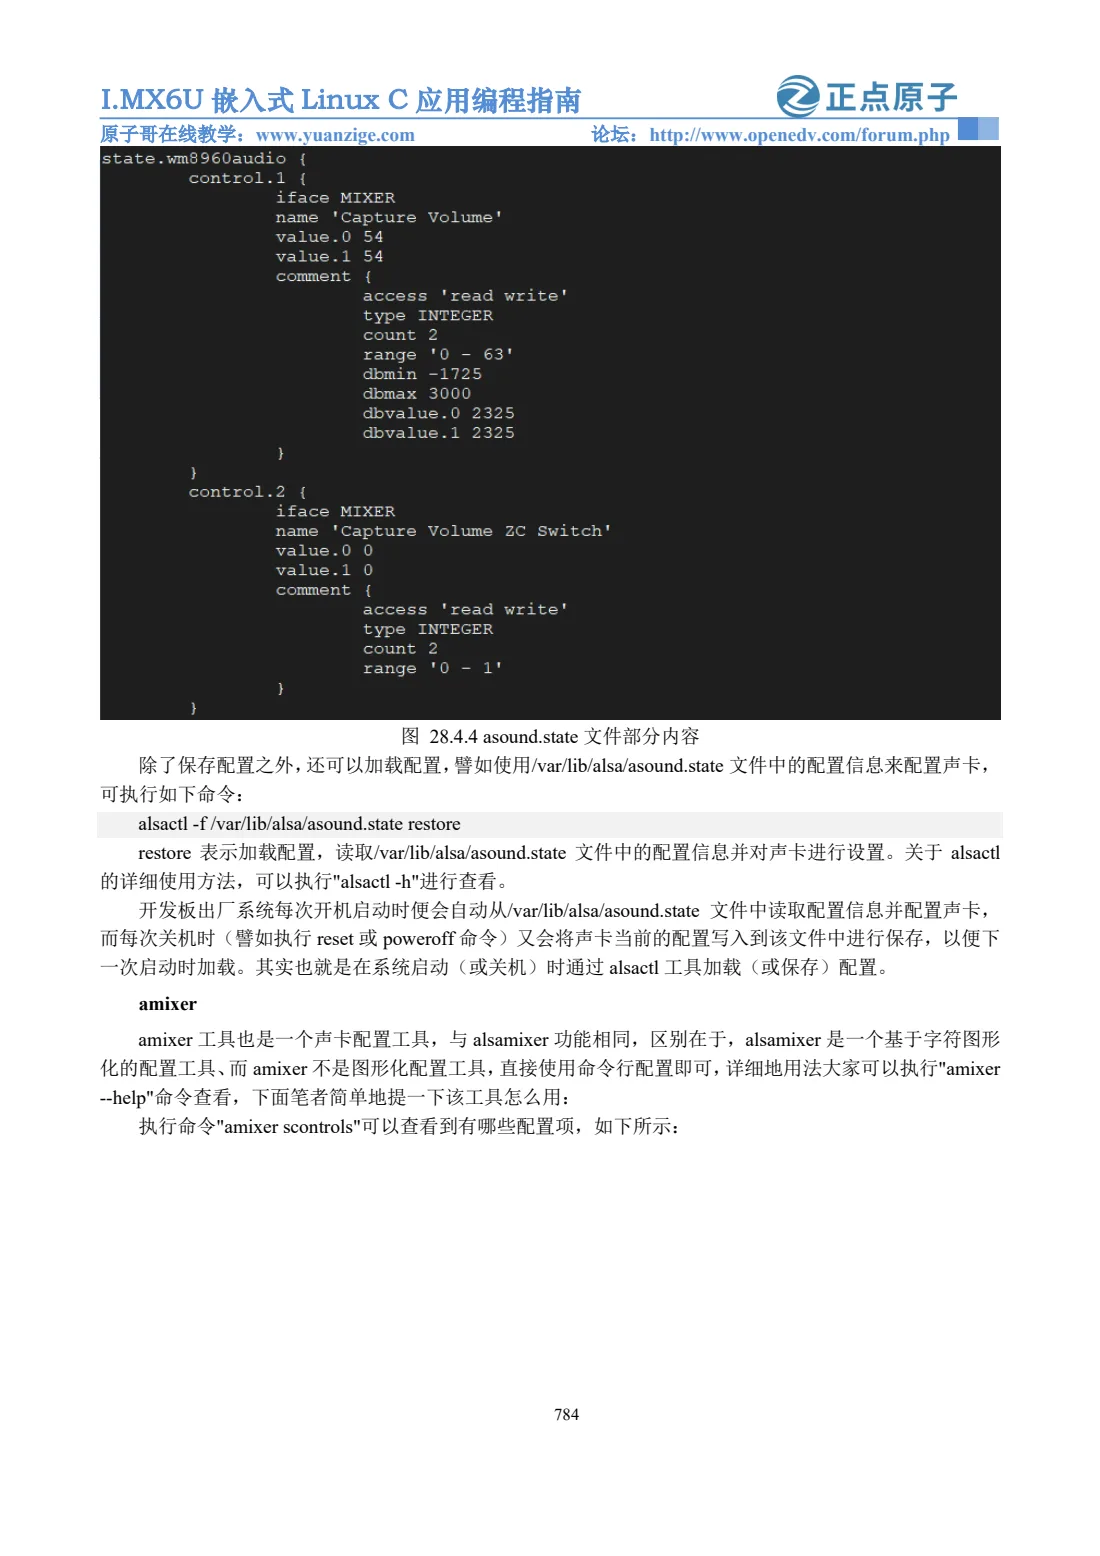 I.MX6U 嵌入式 Linux C 应用编程指南
正点原子
原子哥在线教学：www.yuanzige.com 论坛：http://www.openedv.com/forum.php
state.wm8960audio {
control.1 {
iface MIXER
name 'Capture Volume'
value.0 54
value.1 54
comment {
access 'read write'
type INTEGER
count 2
range '0 - 63'
dbmin -1725
dbmax 3000
dbvalue.0 2325
dbvalue.1 2325
}
}
control.2 {
iface MIXER
name 'Capture Volume ZC Switch'
value.0 0
value.1 0
comment {
access 'read write'
type INTEGER
count 2
range '0 - 1'
}
}
图 28.4.4 asound.state 文件部分内容
除了保存配置之外，还可以加载配置，譬如使用/var/lib/alsa/asound.state 文件中的配置信息来配置声卡，
可执行如下命令：
alsactl -f /var/lib/alsa/asound.state restore
restore 表示加载配置，读取/var/lib/alsa/asound.state 文件中的配置信息并对声卡进行设置。关于 alsactl
的详细使用方法，可以执行"alsactl -h"进行查看。
开发板出厂系统每次开机启动时便会自动从/var/lib/alsa/asound.state 文件中读取配置信息并配置声卡，
而每次关机时（譬如执行 reset 或 poweroff 命令）又会将声卡当前的配置写入到该文件中进行保存，以便下
一次启动时加载。其实也就是在系统启动（或关机）时通过 alsactl 工具加载（或保存）配置。
amixer
amixer 工具也是一个声卡配置工具，与 alsamixer 功能相同，区别在于，alsamixer 是一个基于字符图形
化的配置工具、而 amixer 不是图形化配置工具，直接使用命令行配置即可，详细地用法大家可以执行"amixer
--help"命令查看，下面笔者简单地提一下该工具怎么用：
执行命令"amixer scontrols"可以查看到有哪些配置项，如下所示：
784